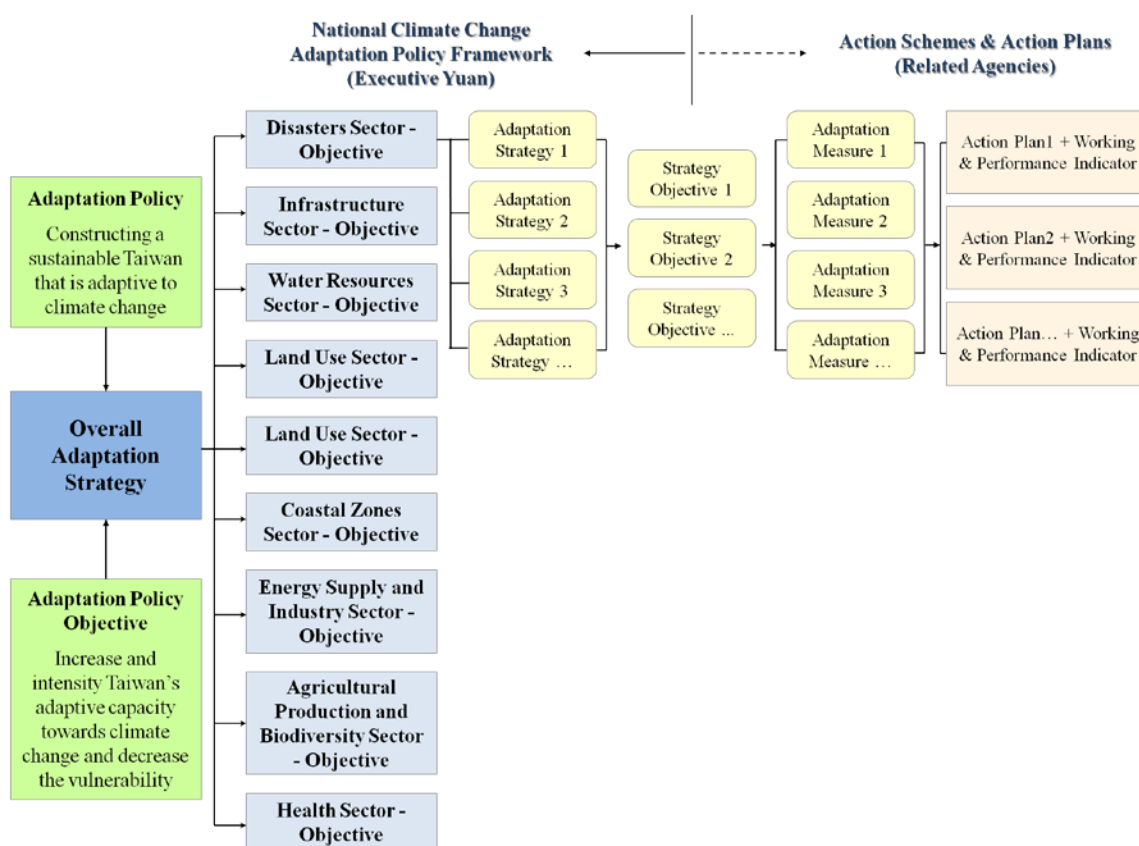 National Climate Change
Adaptation Policy Framework
(Executive Yuan)
Action Schemes & Action Plans
(Related Agencies)
Adaptation Policy
Constructing a
sustainable Taiwan
that is adaptive to
climate change
Overall
Adaptation
Strategy
Adaptation Policy
Objective
Increase and
intensity Taiwan's
adaptive capacity
towards climate
change and decrease
the vulnerability
Disasters Sector -
Objective
Infrastructure
Sector - Objective
Water Resources
Sector - Objective
Land Use Sector -
Objective
Land Use Sector -
Objective
Coastal Zones
Sector - Objective
Energy Supply and
Industry Sector -
Objective
Agricultural
Production and
Biodiversity Sector
- Objective
Health Sector -
Objective
Adaptation
Strategy 1
Adaptation
Strategy 2
Adaptation
Strategy 3
Adaptation
Strategy ...
Strategy
Objective 1
Strategy
Objective 2
Strategy
Objective ...
Adaptation
Measure 1
Adaptation
Measure 2
Adaptation
Measure 3
Adaptation
Measure ...
Action Plan1 + Working
& Performance Indicator
Action Plan2 + Working
& Performance Indicator
Action Plan... + Working
& Performance Indicator